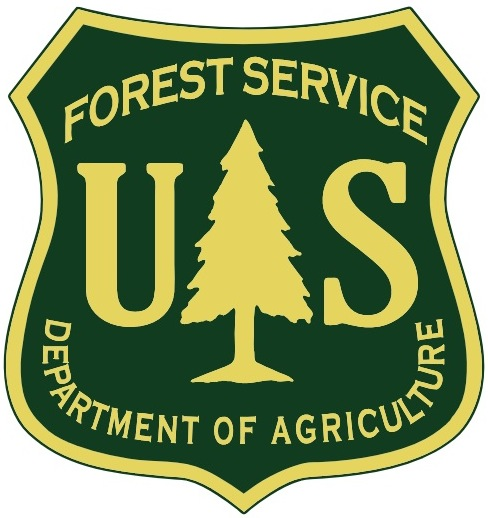 FOREST SERVICE
U S
DEPARTMENT OF AGRICULTURE